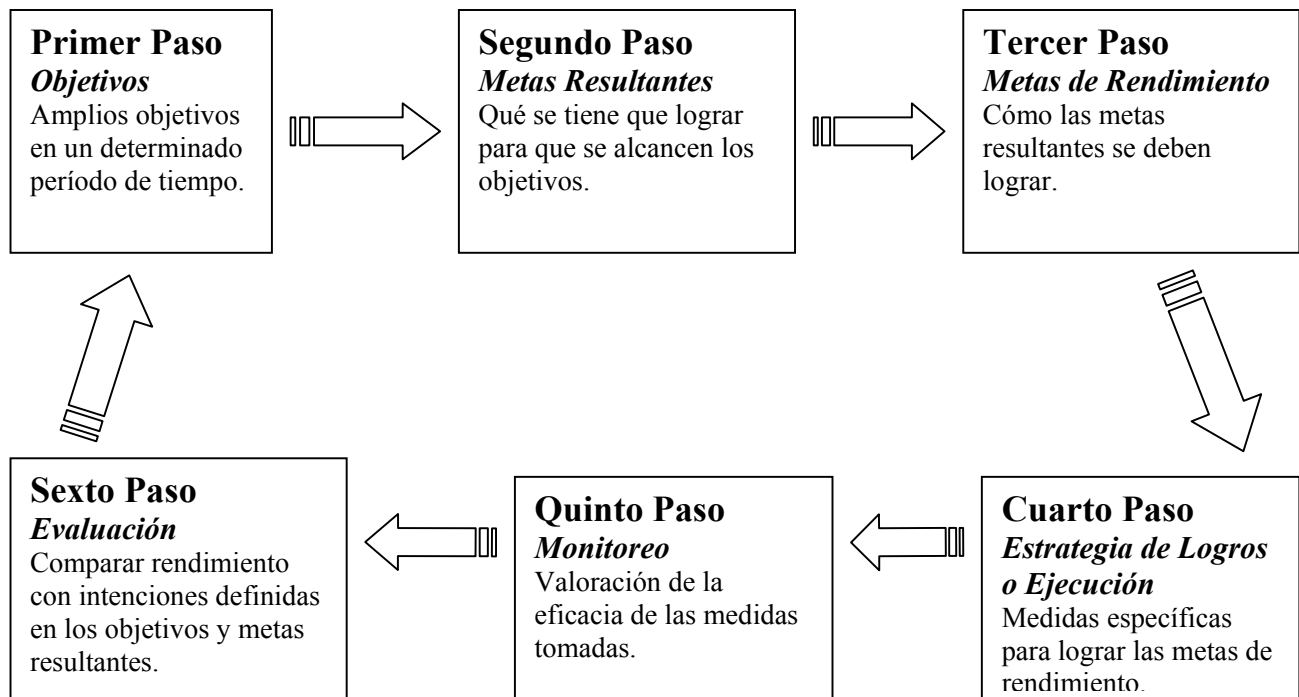 Primer Paso
Objetivos
Amplios objetivos
en un determinado
período de tiempo.
Segundo Paso
Metas Resultantes
Qué se tiene que lograr
para que se alcancen los
objetivos.
Tercer Paso
Metas de Rendimiento
Cómo las metas
resultantes se deben
lograr.
Cuarto Paso
Estrategia de Logros
o Ejecución
Medidas específicas
para lograr las metas de
rendimiento.
Quinto Paso
Monitoreo
Valoración de la
eficacia de las medidas
tomadas.
Sexto Paso
Evaluación
Comparar rendimiento
con intenciones definidas
en los objetivos y metas
resultantes.